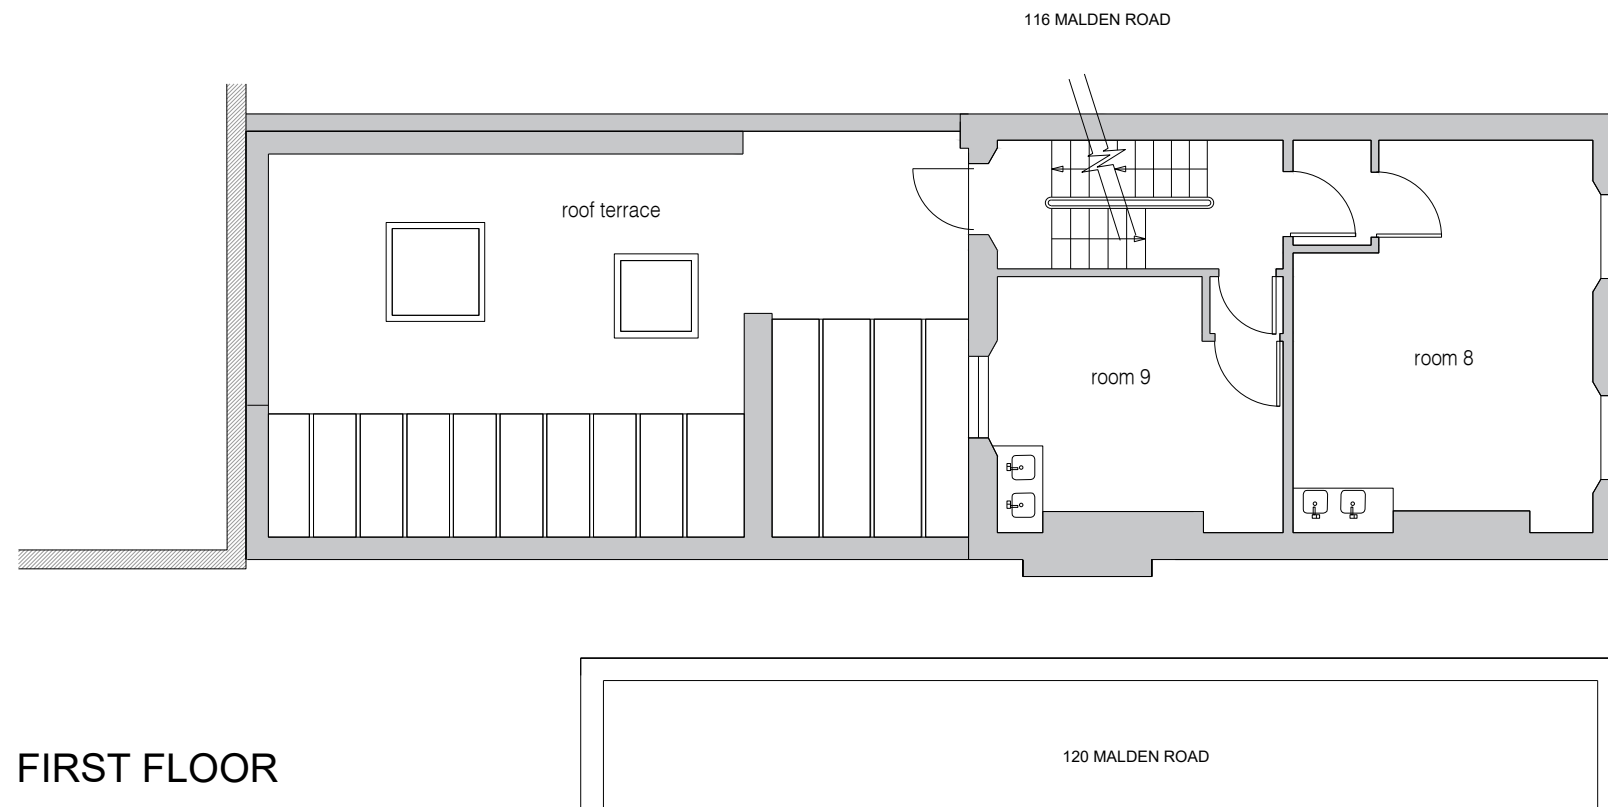 116 MALDEN ROAD
roof terrace
room 9
room 8
120 MALDEN ROAD
FIRST FLOOR